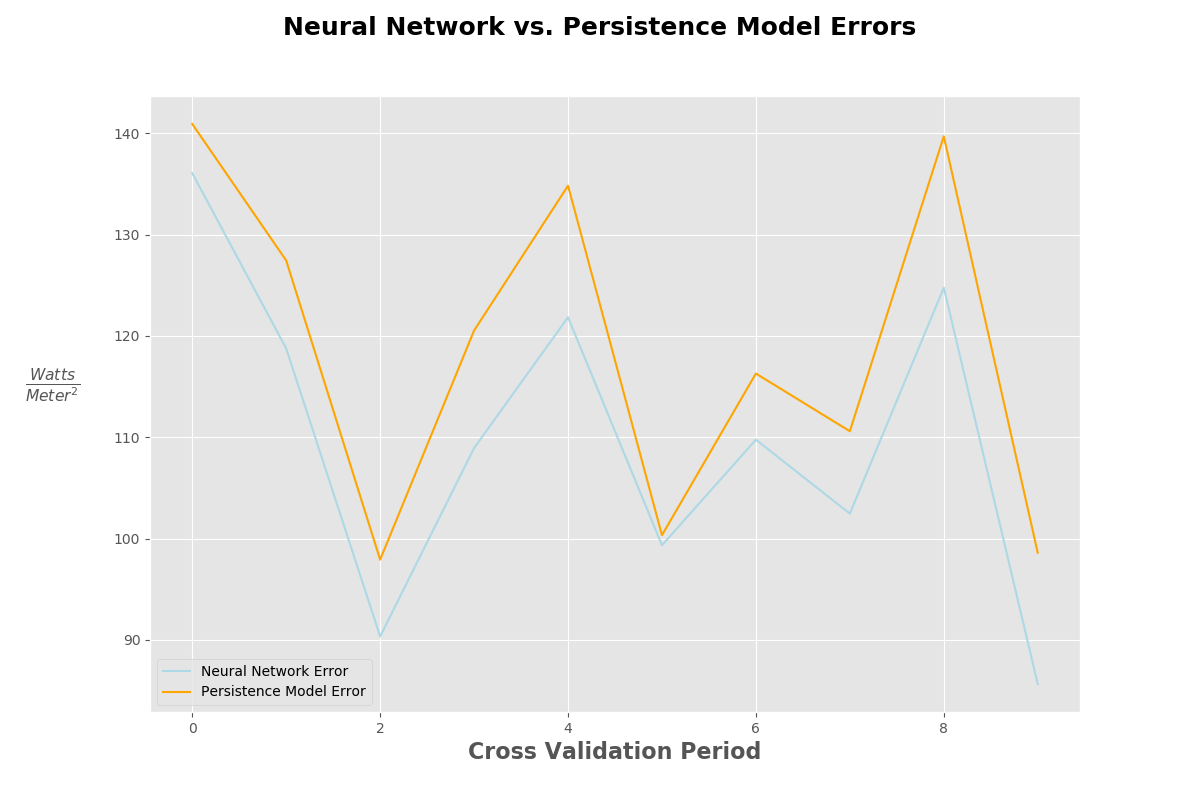 Neural Network vs. Persistence Model Errors
140
130
120
110
100
90
Watts
Meter²
Neural Network Error
Persistence Model Error
0 2 4 6 8
Cross Validation Period